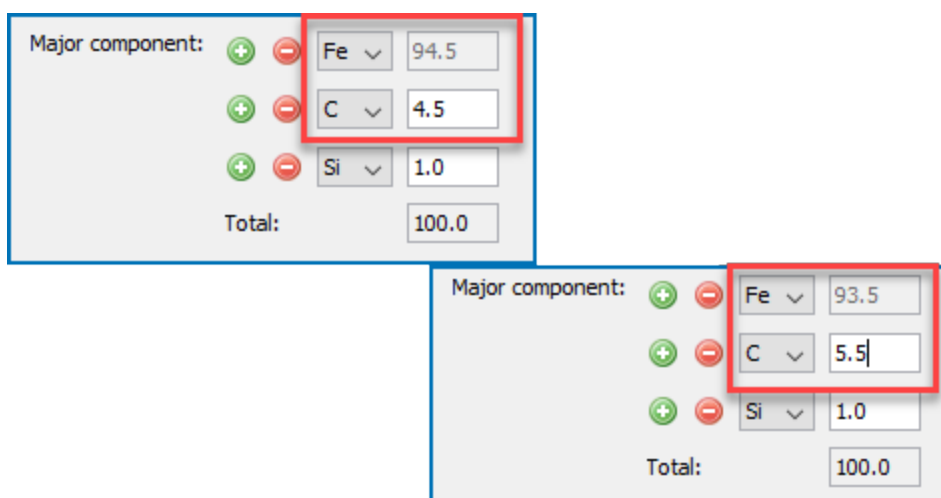 Major component: Fe 94.5
C 4.5
Si 1.0
Total: 100.0
Major component: Fe 93.5
C 5.5
Si 1.0
Total: 100.0